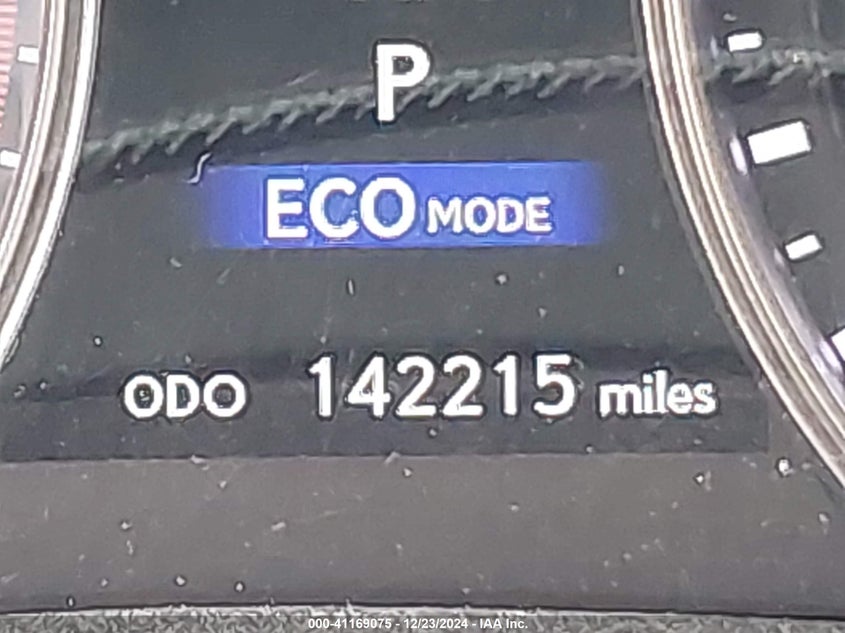 P
ECO MODE
ODO 142215 miles
000-41169075 - 12/23/2024 - IAA Inc.